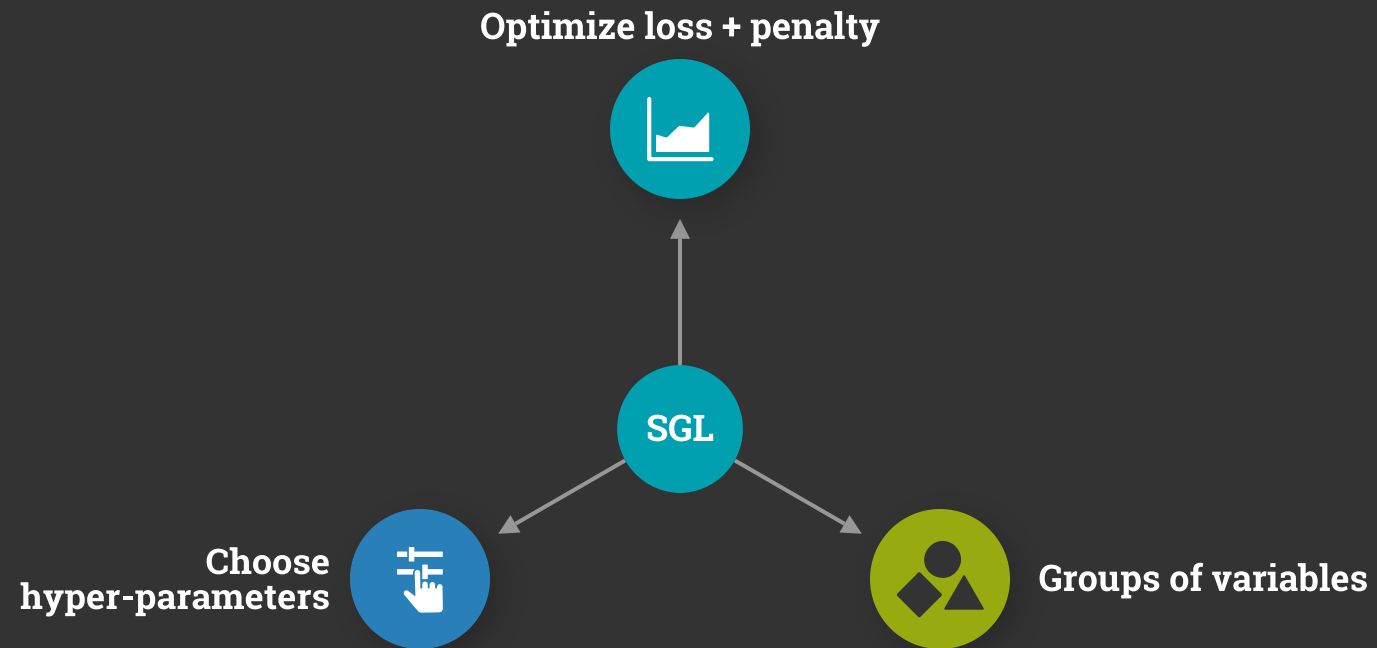 Optimize loss + penalty
SGL
Choose
hyper-parameters
Groups of variables